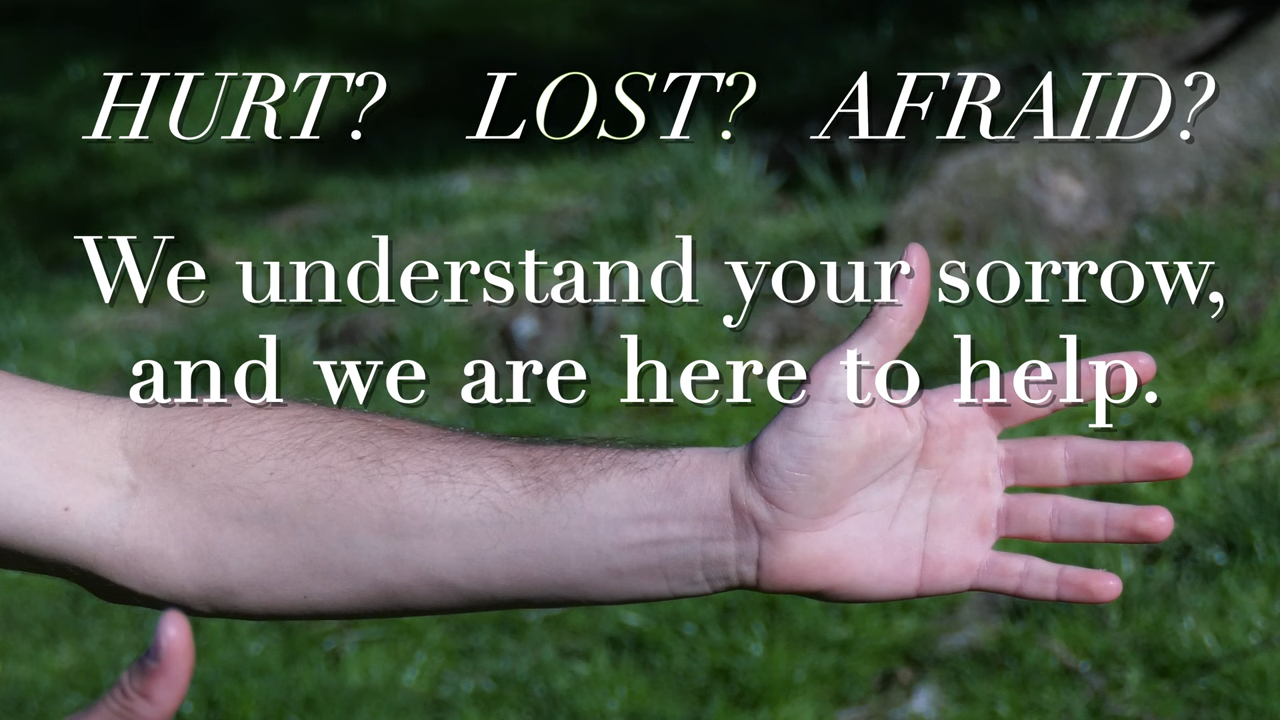 HURT? LOST? AFRAID?
We understand your sorrow,
and we are here to help.